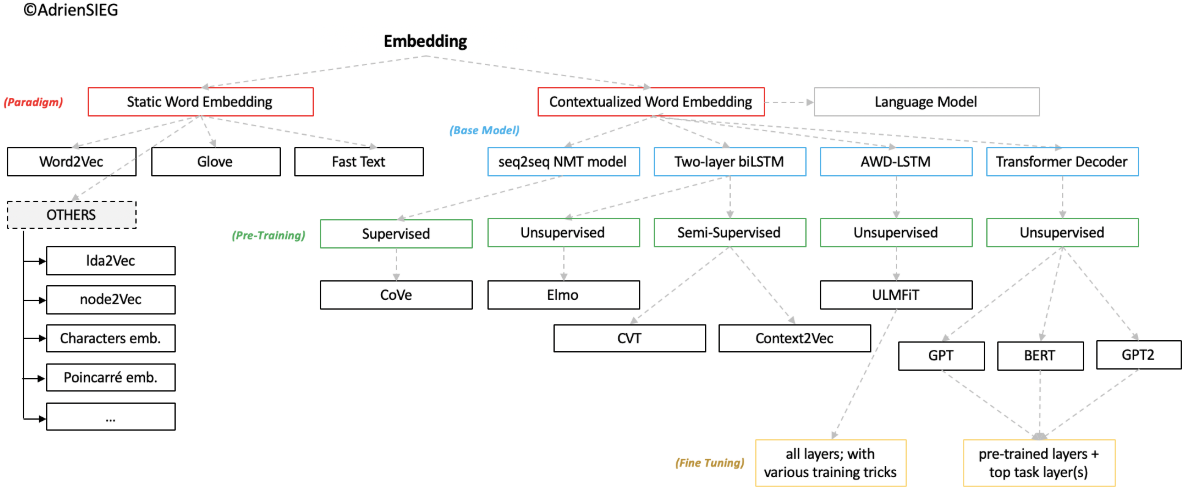 ©AdrienSIEG
Embedding
(Paradigm)
Static Word Embedding
Contextualized Word Embedding
Language Model
(Base Model)
Word2Vec
Glove
Fast Text
seq2seq NMT model
Two-layer biLSTM
AWD-LSTM
Transformer Decoder
OTHERS
(Pre-Training)
Supervised
Unsupervised
Semi-Supervised
Unsupervised
Unsupervised
lda2Vec
node2Vec
Characters emb.
Poincarré emb.
...
CoVe
Elmo
ULMFiT
CVT
Context2Vec
GPT
BERT
GPT2
(Fine Tuning)
all layers; with
various training tricks
pre-trained layers +
top task layer(s)